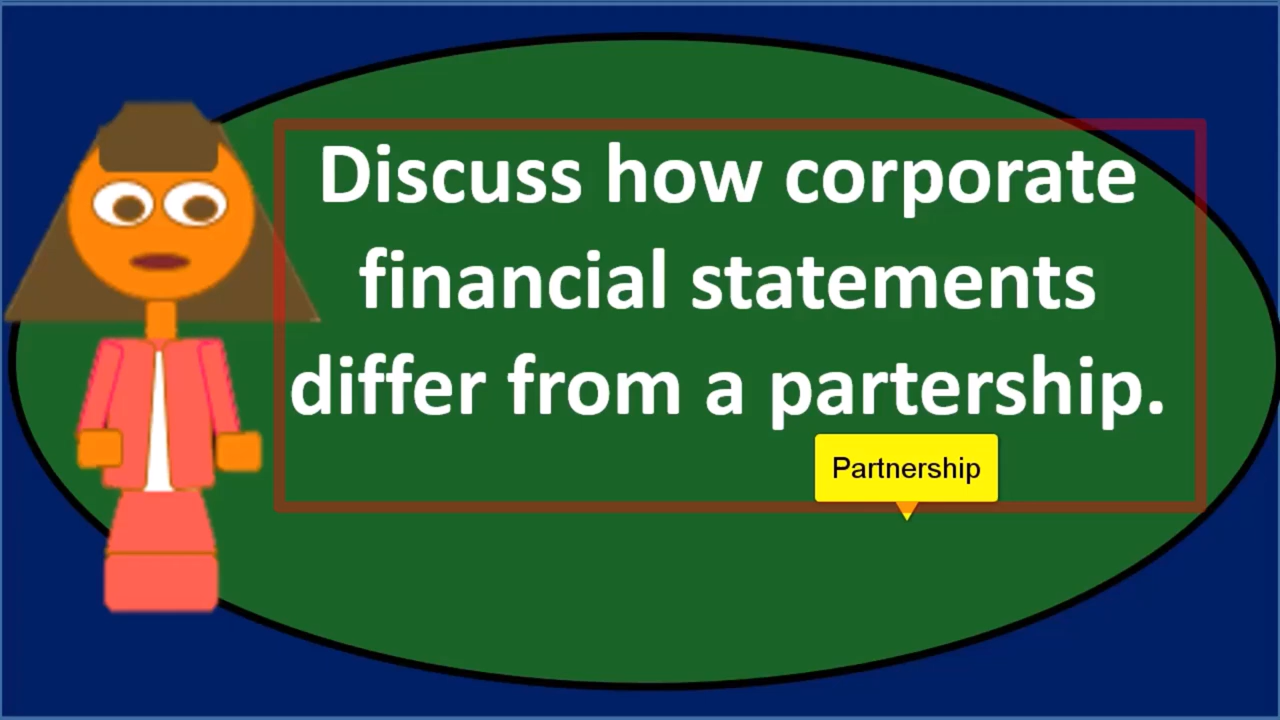 Discuss how corporate
financial statements
differ from a partership.
Partnership